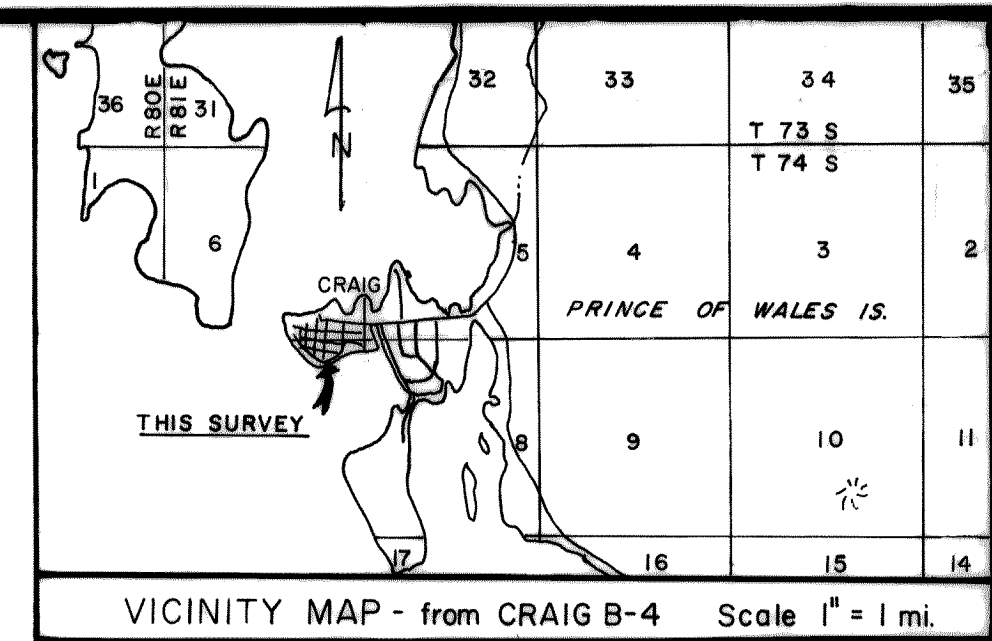 36 R80E R81E 31 32 33 34 35
T 73 S
T 74 S
N
1 6 5 4 3 2
CRAIG
PRINCE OF WALES IS.
THIS SURVEY
8 9 10 11
17 16 15 14
VICINITY MAP - from CRAIG B-4 Scale 1" = 1 mi.